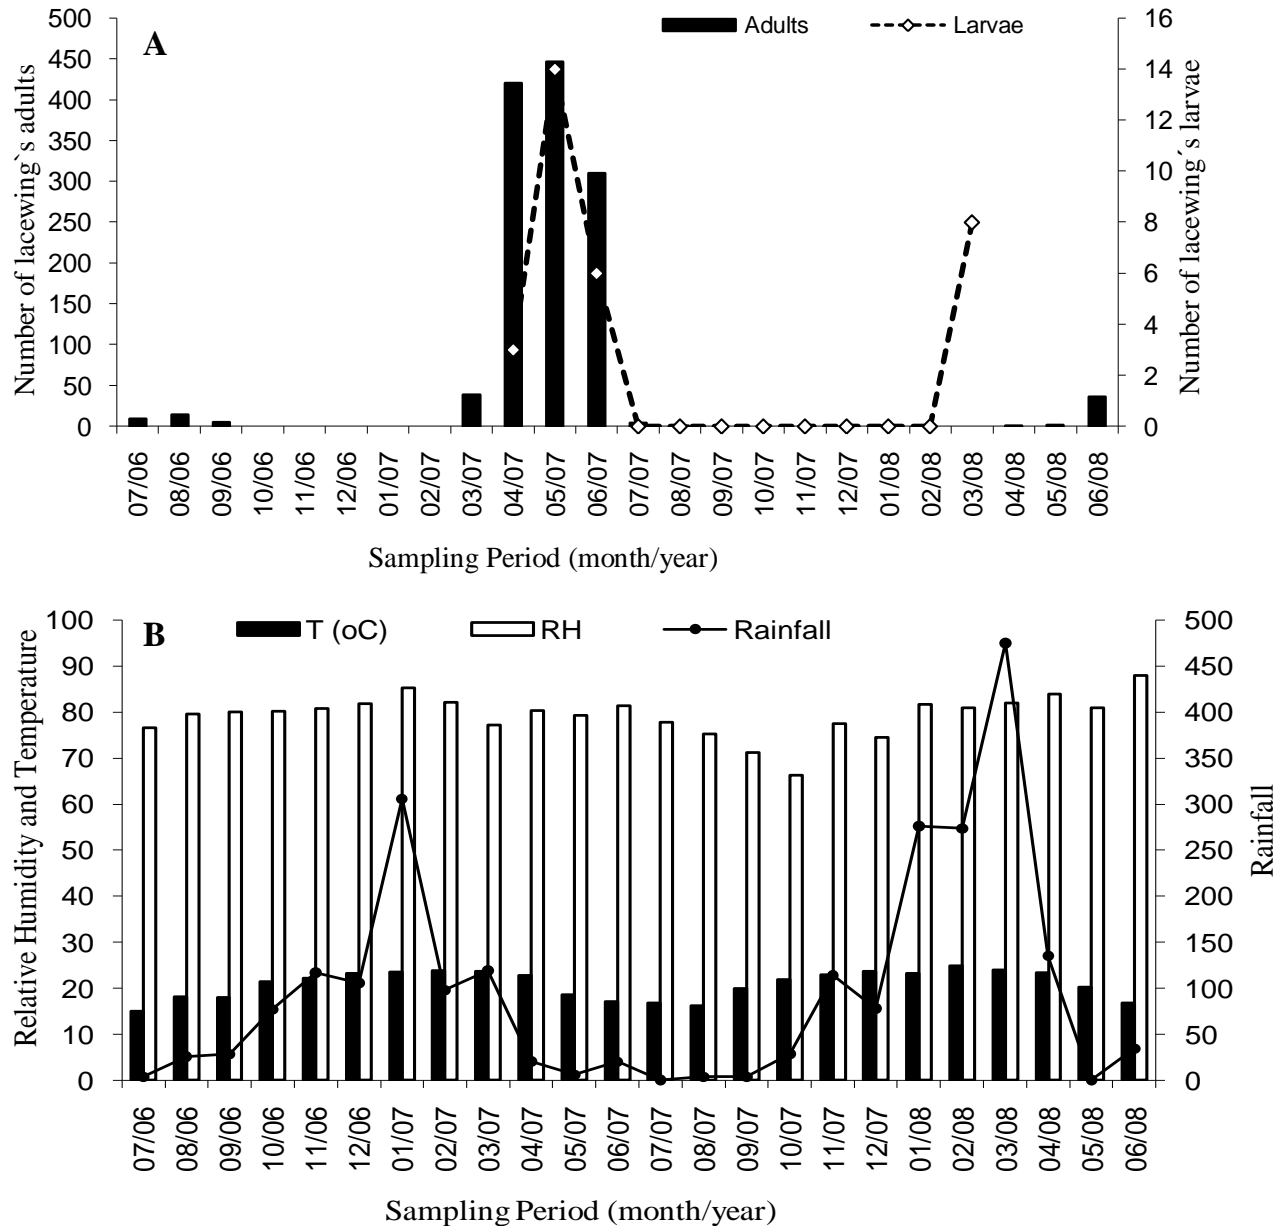 A
Adults
Larvae
Number of lacewing`s adults
500
450
400
350
300
250
200
150
100
50
0
16
14
12
10
8
6
4
2
0
Number of lacewing´s larvae
07/06 08/06 09/06 10/06 11/06 12/06 01/07 02/07 03/07 04/07 05/07 06/07 07/07 08/07 09/07 10/07 11/07 12/07 01/08 02/08 03/08 04/08 05/08 06/08
Sampling Period (month/year)
B
T (oC)
RH
Rainfall
Relative Humidity and Temperature
100
90
80
70
60
50
40
30
20
10
0
500
450
400
350
300
250
200
150
100
50
0
Rainfall
07/06 08/06 09/06 10/06 11/06 12/06 01/07 02/07 03/07 04/07 05/07 06/07 07/07 08/07 09/07 10/07 11/07 12/07 01/08 02/08 03/08 04/08 05/08 06/08
Sampling Period (month/year)